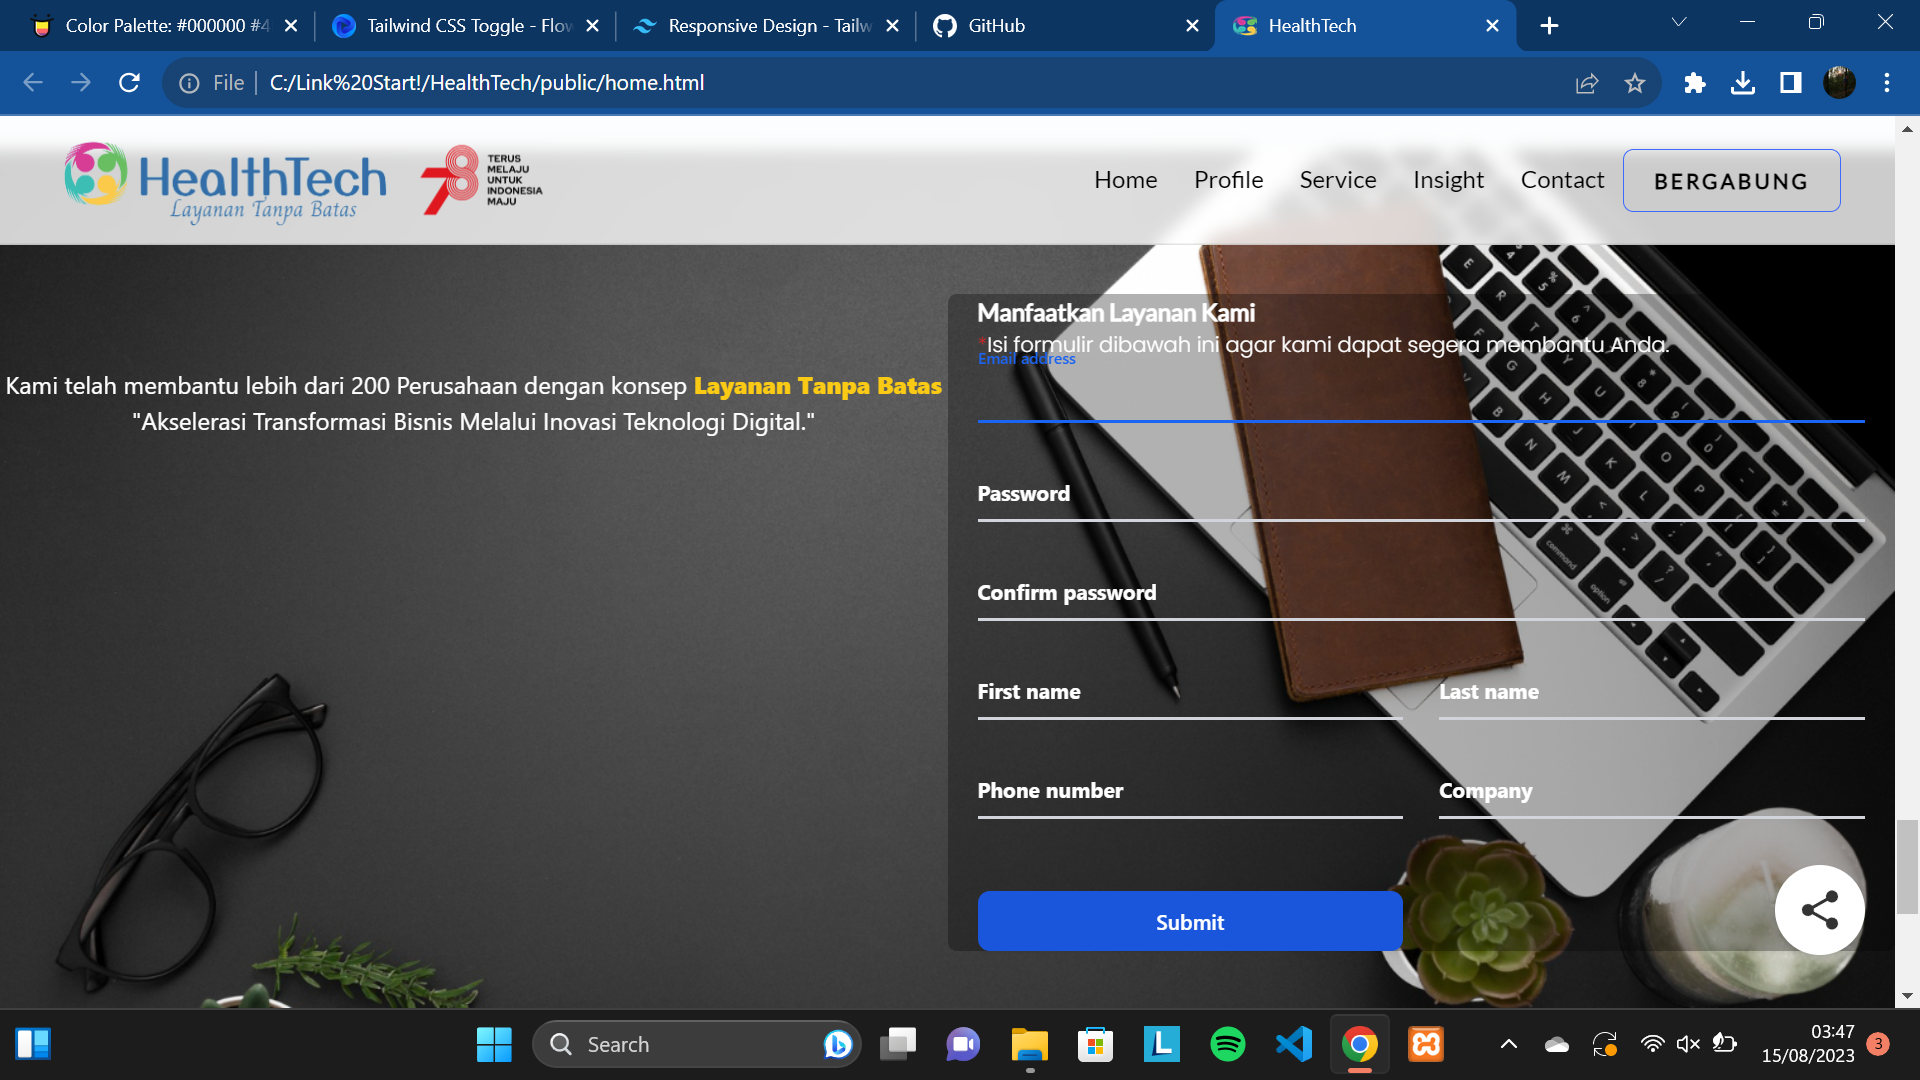 Color Palette: #000000 #4
Tailwind CSS Toggle - Flow
Responsive Design - Tailw
GitHub
HealthTech
File
C:/Link%20Start!/HealthTech/public/home.html
HealthTech
Layanan Tanpa Batas
78
TERUS
MELAJU
UNTUK
INDONESIA
MAJU
Home
Profile
Service
Insight
Contact
BERGABUNG
Kami telah membantu lebih dari 200 Perusahaan dengan konsep Layanan Tanpa Batas
"Akselerasi Transformasi Bisnis Melalui Inovasi Teknologi Digital."
Manfaatkan Layanan Kami
*Isi formulir dibawah ini agar kami dapat segera membantu Anda.
Email address
Password
Confirm password
First name
Last name
Phone number
Company
Submit
Search
03:47
15/08/2023
3